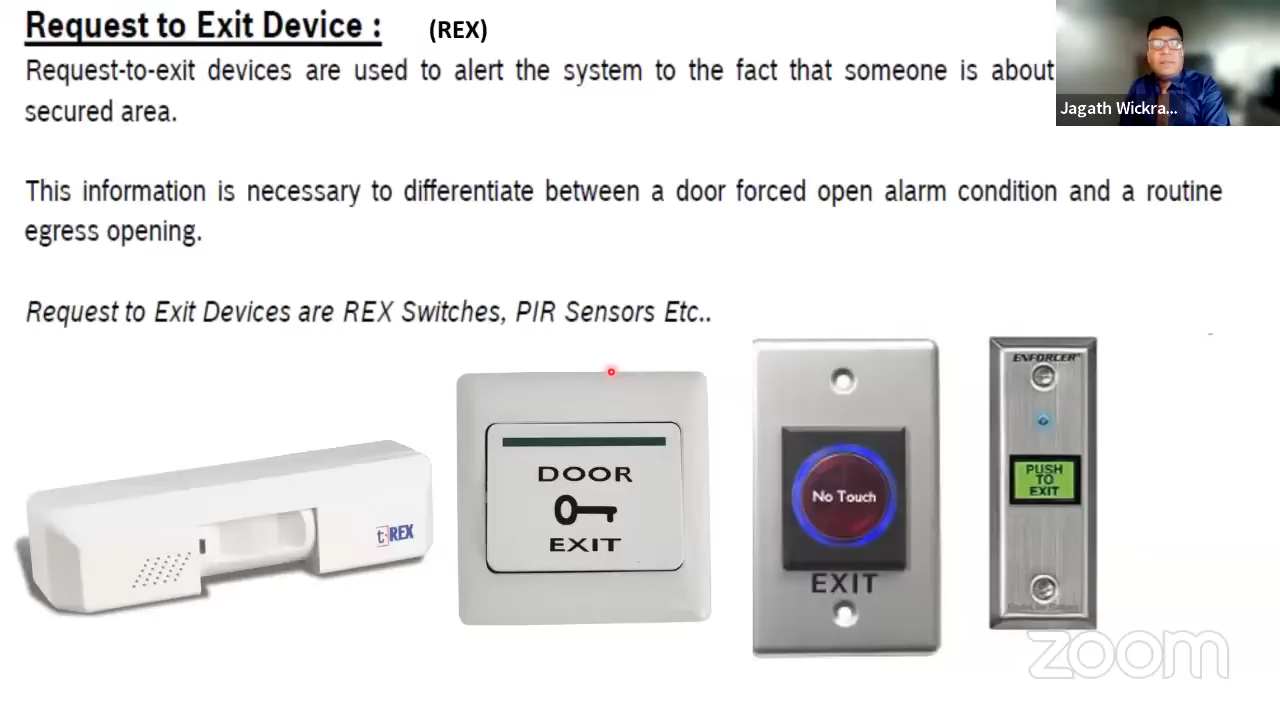 Request to Exit Device : (REX)
Request-to-exit devices are used to alert the system to the fact that someone is about
secured area.
Jagath Wickra...
This information is necessary to differentiate between a door forced open alarm condition and a routine
egress opening.
Request to Exit Devices are REX Switches, PIR Sensors Etc..
t·REX
DOOR
EXIT
No Touch
EXIT
ENFORCER
PUSH
TO
EXIT
zoom